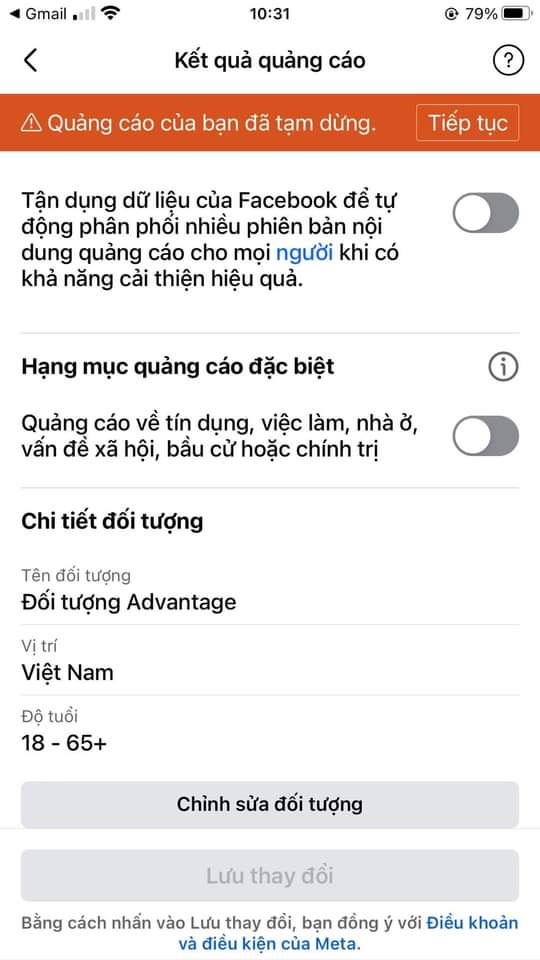 Gmail
10:31
79%
Kết quả quảng cáo
?
Quảng cáo của bạn đã tạm dừng.
Tiếp tục
Tận dụng dữ liệu của Facebook để tự
động phân phối nhiều phiên bản nội
dung quảng cáo cho mọi người khi có
khả năng cải thiện hiệu quả.
Hạng mục quảng cáo đặc biệt
Quảng cáo về tín dụng, việc làm, nhà ở,
vấn đề xã hội, bầu cử hoặc chính trị
Chi tiết đối tượng
Tên đối tượng
Đối tượng Advantage
Vị trí
Việt Nam
Độ tuổi
18 - 65+
Chỉnh sửa đối tượng
Lưu thay đổi
Bằng cách nhấn vào Lưu thay đổi, bạn đồng ý với Điều khoản
và điều kiện của Meta.